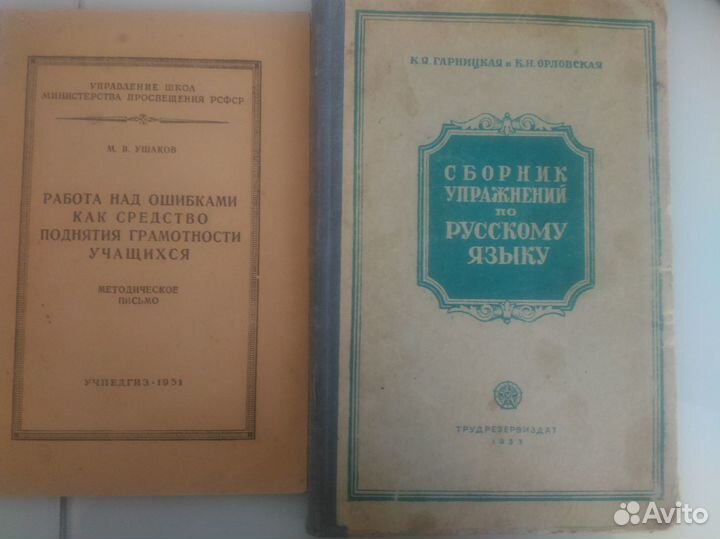 УПРАВЛЕНИЕ ШКОЛ
МИНИСТЕРСТВА ПРОСВЕЩЕНИЯ РСФСР
М. В. УШАКОВ
РАБОТА НАД ОШИБКАМИ
КАК СРЕДСТВО
ПОДНЯТИЯ ГРАМОТНОСТИ
УЧАЩИХСЯ
МЕТОДИЧЕСКОЕ
ПИСЬМО
УЧПЕДГИЗ - 1951
К.Я. ГАРНИЦКАЯ и К.Н. ОРЛОВСКАЯ
СБОРНИК
УПРАЖНЕНИЙ
по
РУССКОМУ
ЯЗЫКУ
ТРУДРЕЗЕРВИЗДАТ
1953
Avito